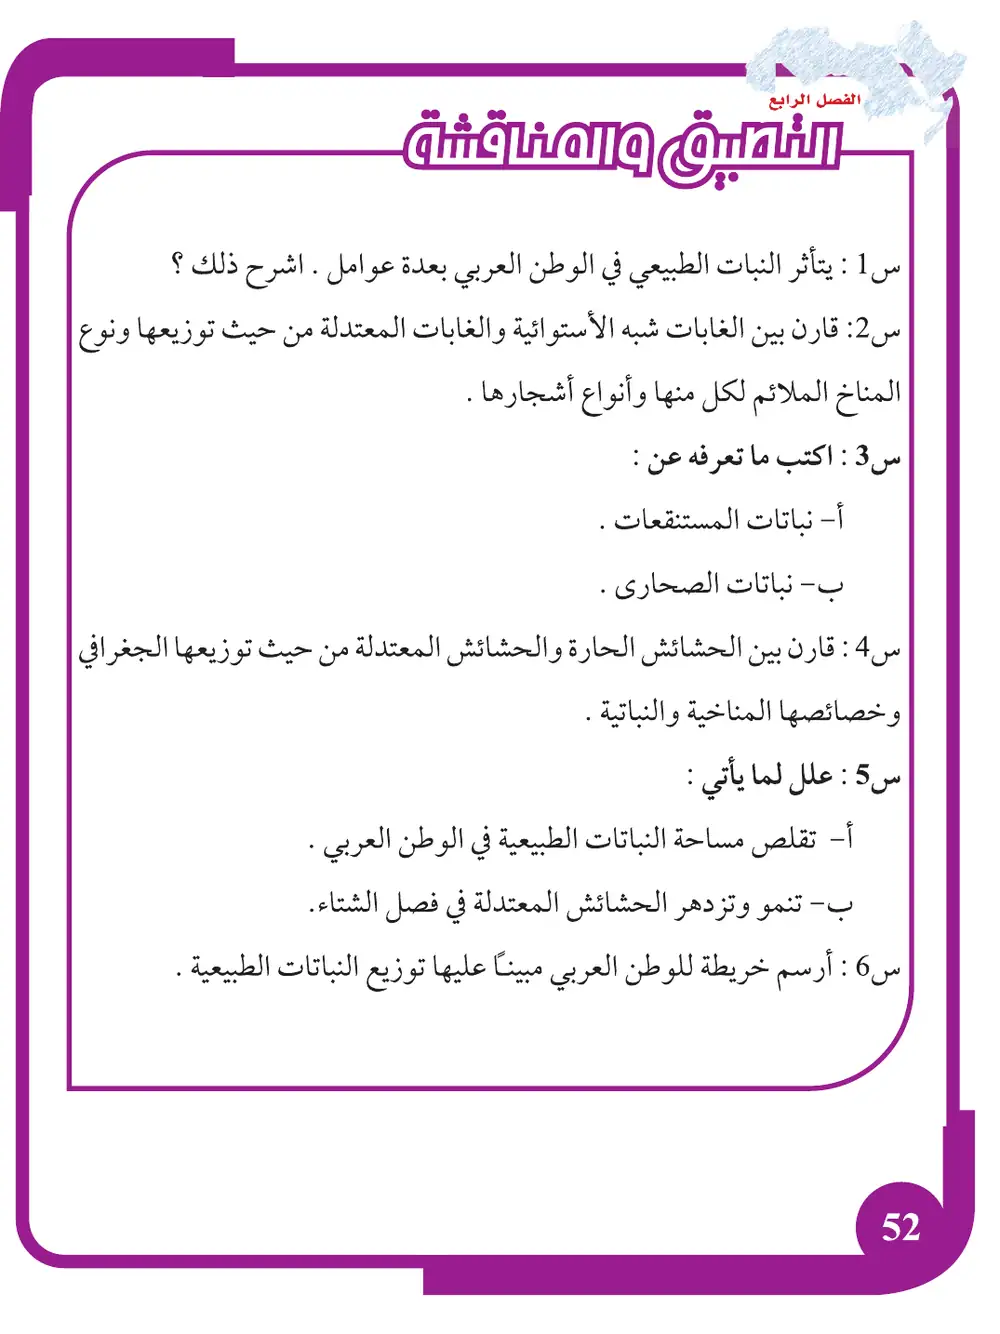 الفصل الرابع
التطبيق والمناقشة
س1 : يتأثر النبات الطبيعي في الوطن العربي بعدة عوامل . اشرح ذلك ؟
س2: قارن بين الغابات شبه الأستوائية والغابات المعتدلة من حيث توزيعها ونوع
المناخ الملائم لكل منها وأنواع أشجارها .
س3 : اكتب ما تعرفه عن :
أ- نباتات المستنقعات .
ب- نباتات الصحارى .
س4 : قارن بين الحشائش الحارة والحشائش المعتدلة من حيث توزيعها الجغرافي
وخصائصها المناخية والنباتية .
س5 : علل لما يأتي :
أ- تقلص مساحة النباتات الطبيعية في الوطن العربي .
ب- تنمو وتزدهر الحشائش المعتدلة في فصل الشتاء.
س6 : أرسم خريطة للوطن العربي مبينـاً عليها توزيع النباتات الطبيعية .
52